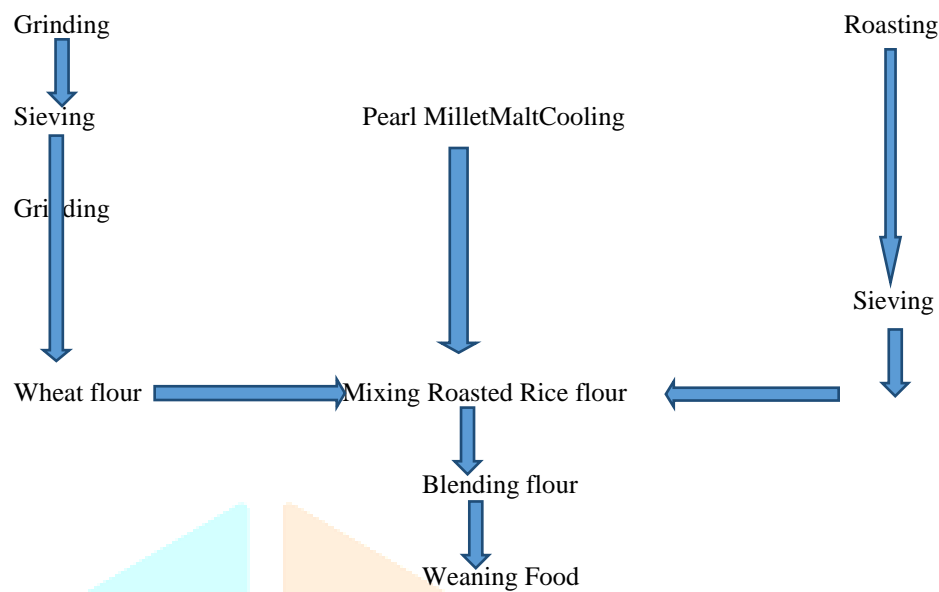 Grinding Roasting
Sieving Pearl MilletMaltCooling
Grinding
Sieving
Wheat flour Mixing Roasted Rice flour
Blending flour
Weaning Food